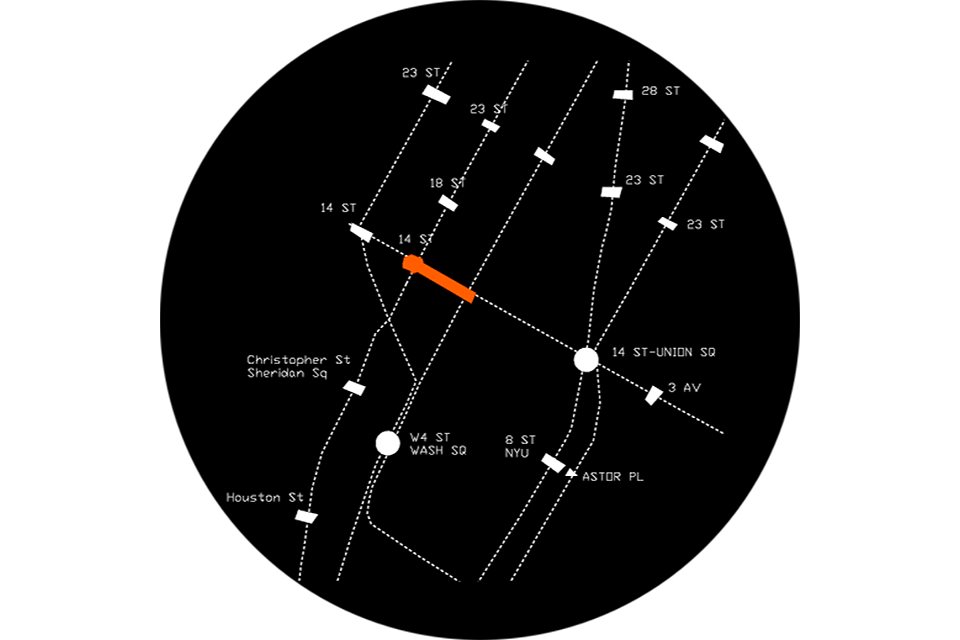 23 ST
28 ST
23 ST
18 ST
23 ST
14 ST
23 ST
14 ST
14 ST-UNION SQ
Christopher St
Sheridan Sq
3 AV
W4 ST
WASH SQ
8 ST
NYU
ASTOR PL
Houston St